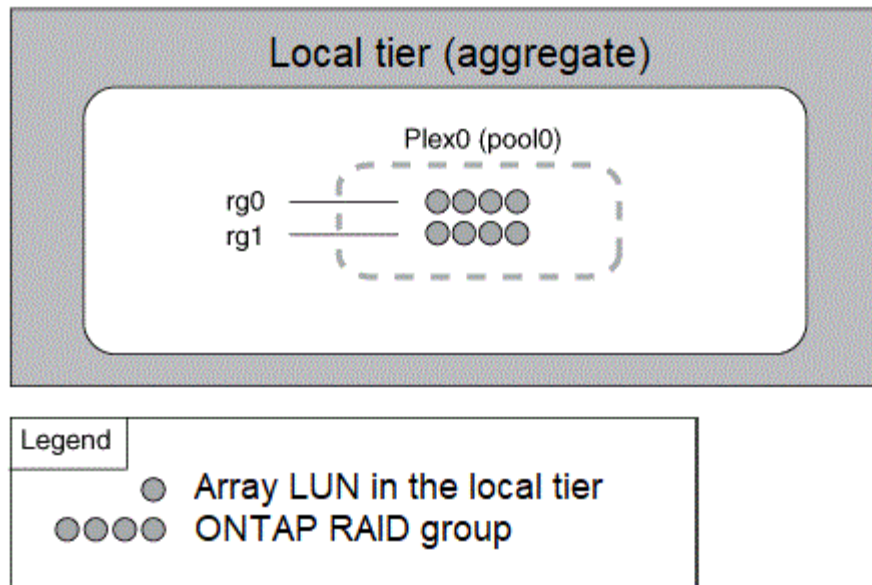 Local tier (aggregate)
Plex0 (pool0)
rg0
rg1
Legend
Array LUN in the local tier
ONTAP RAID group